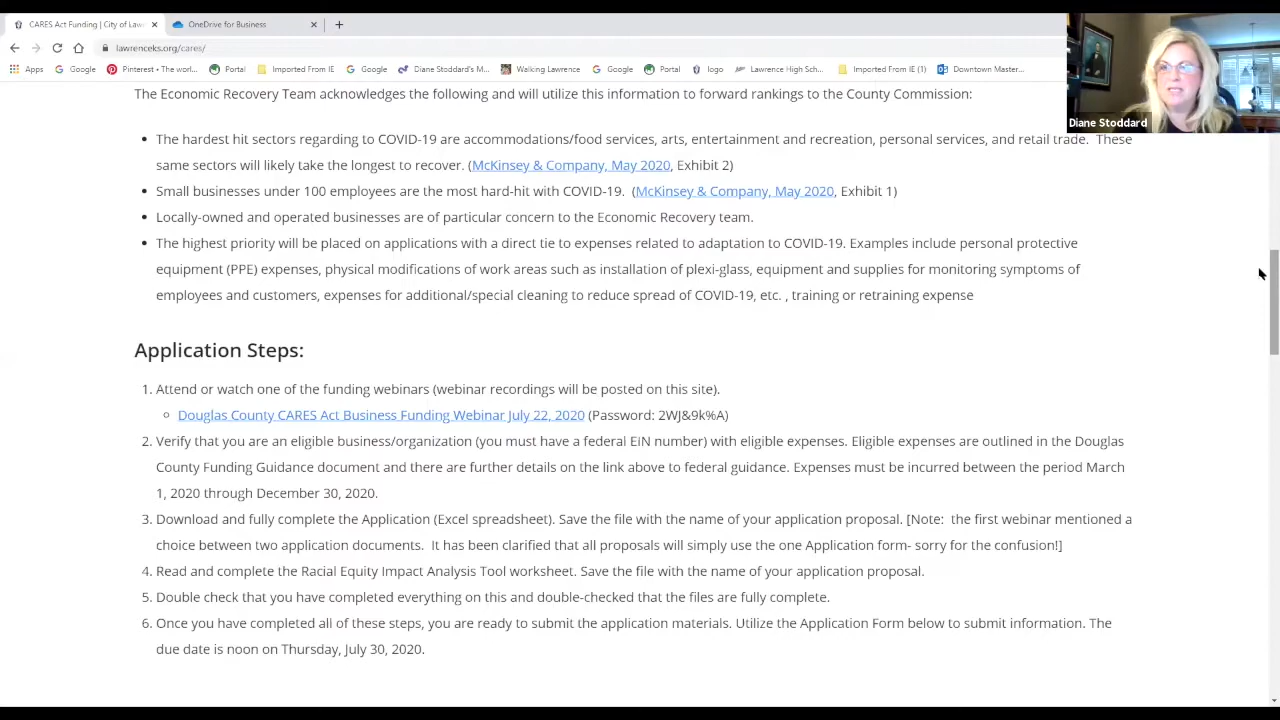 CARES Act Funding | City of Law
OneDrive for Business
lawrenceks.org/cares/
Apps
Google
Pinterest • The worl...
Portal
Imported From IE
Google
Diane Stoddard's M...
Walking Lawrence
Google
Portal
logo
Lawrence High Sch...
Imported From IE (1)
Downtown Master...
Diane Stoddard
The Economic Recovery Team acknowledges the following and will utilize this information to forward rankings to the County Commission:
• The hardest hit sectors regarding to COVID-19 are accommodations/food services, arts, entertainment and recreation, personal services, and retail trade. These
same sectors will likely take the longest to recover. (McKinsey & Company, May 2020, Exhibit 2)
• Small businesses under 100 employees are the most hard-hit with COVID-19. (McKinsey & Company, May 2020, Exhibit 1)
• Locally-owned and operated businesses are of particular concern to the Economic Recovery team.
• The highest priority will be placed on applications with a direct tie to expenses related to adaptation to COVID-19. Examples include personal protective
equipment (PPE) expenses, physical modifications of work areas such as installation of plexi-glass, equipment and supplies for monitoring symptoms of
employees and customers, expenses for additional/special cleaning to reduce spread of COVID-19, etc. , training or retraining expense
Application Steps:
1. Attend or watch one of the funding webinars (webinar recordings will be posted on this site).
Douglas County CARES Act Business Funding Webinar July 22, 2020 (Password: 2WJ&9k%A)
2. Verify that you are an eligible business/organization (you must have a federal EiN number) with eligible expenses. Eligible expenses are outlined in the Douglas
County Funding Guidance document and there are further details on the link above to federal guidance. Expenses must be incurred between the period March
1, 2020 through December 30, 2020.
3. Download and fully complete the Application (Excel spreadsheet). Save the file with the name of your application proposal. [Note: the first webinar mentioned a
choice between two application documents. It has been clarified that all proposals will simply use the one Application form- sorry for the confusion!]
4. Read and complete the Racial Equity Impact Analysis Tool worksheet. Save the file with the name of your application proposal.
5. Double check that you have completed everything on this and double-checked that the files are fully complete.
6. Once you have completed all of these steps, you are ready to submit the application materials. Utilize the Application Form below to submit information. The
due date is noon on Thursday, July 30, 2020.